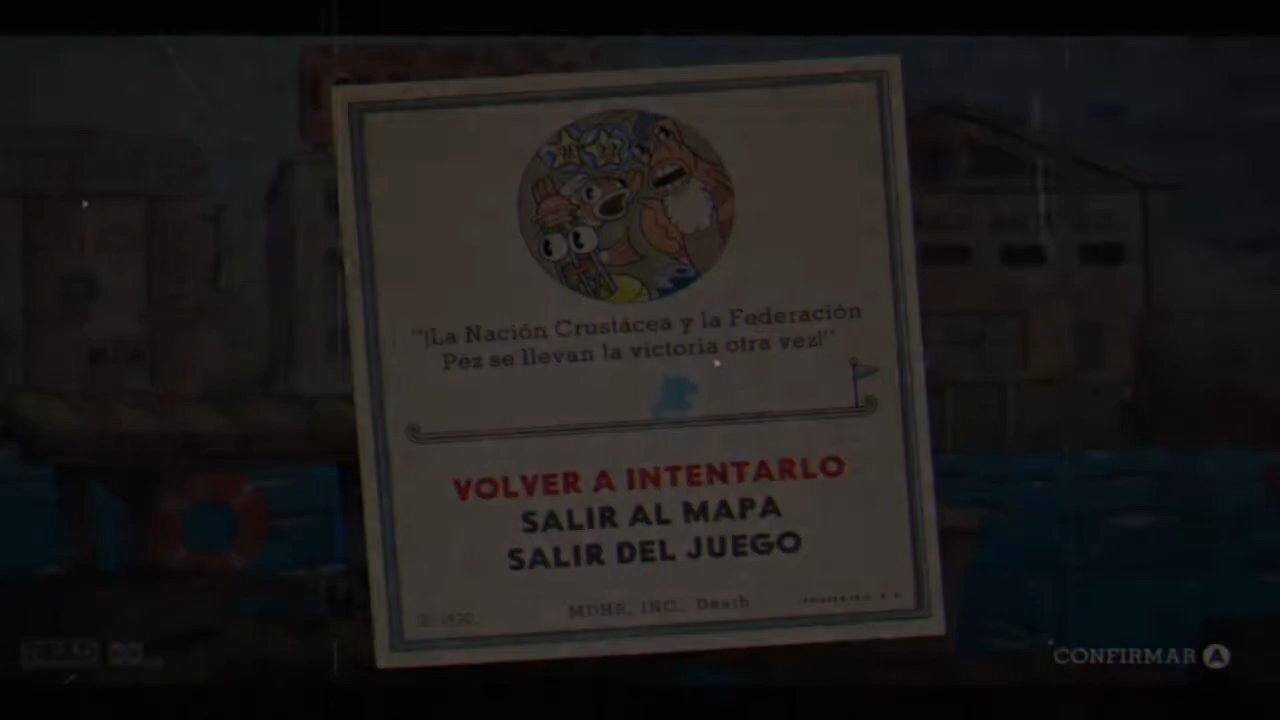 "¡La Nación Crustácea y la Federación
Pez se llevan la victoria otra vez!"
VOLVER A INTENTARLO
SALIR AL MAPA
SALIR DEL JUEGO
© 1930
MDHR, INC., Death
CONFIRMAR A